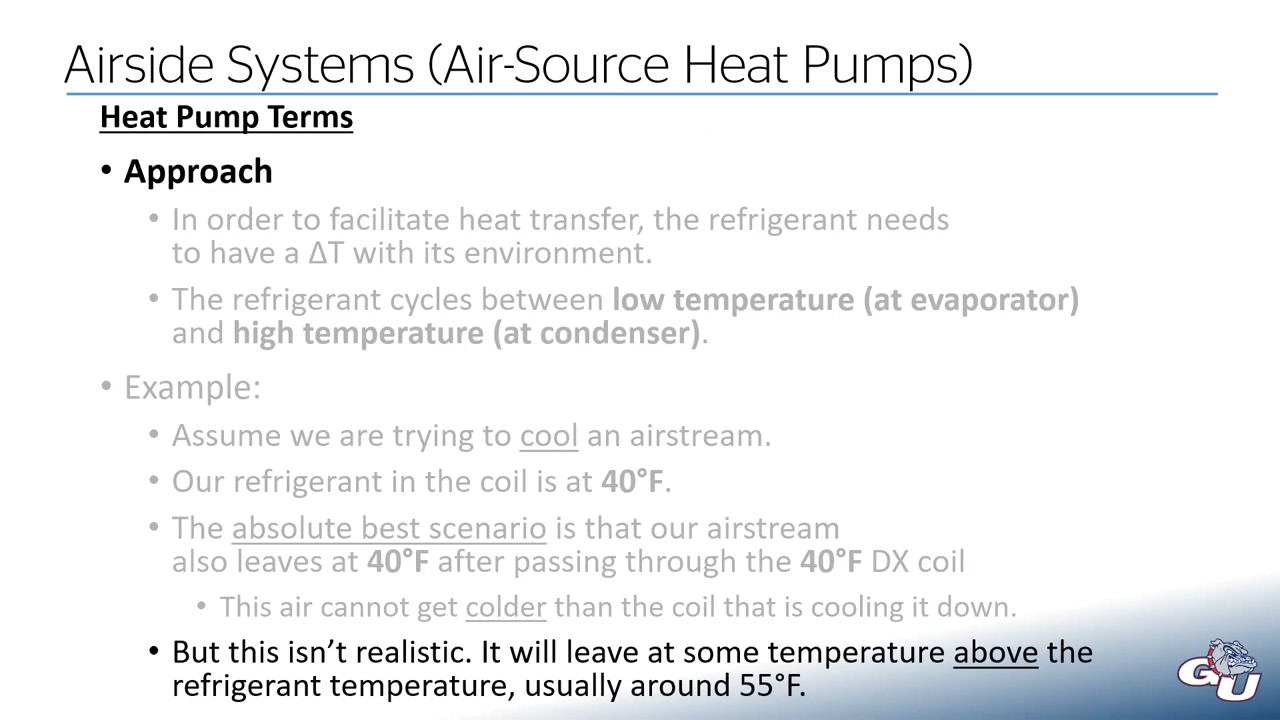 Airside Systems (Air-Source Heat Pumps)
Heat Pump Terms
• Approach
• In order to facilitate heat transfer, the refrigerant needs
to have a ΔT with its environment.
• The refrigerant cycles between low temperature (at evaporator)
and high temperature (at condenser).
• Example:
• Assume we are trying to cool an airstream.
• Our refrigerant in the coil is at 40°F.
• The absolute best scenario is that our airstream
also leaves at 40°F after passing through the 40°F DX coil
• This air cannot get colder than the coil that is cooling it down.
• But this isn’t realistic. It will leave at some temperature above the
refrigerant temperature, usually around 55°F.
GU